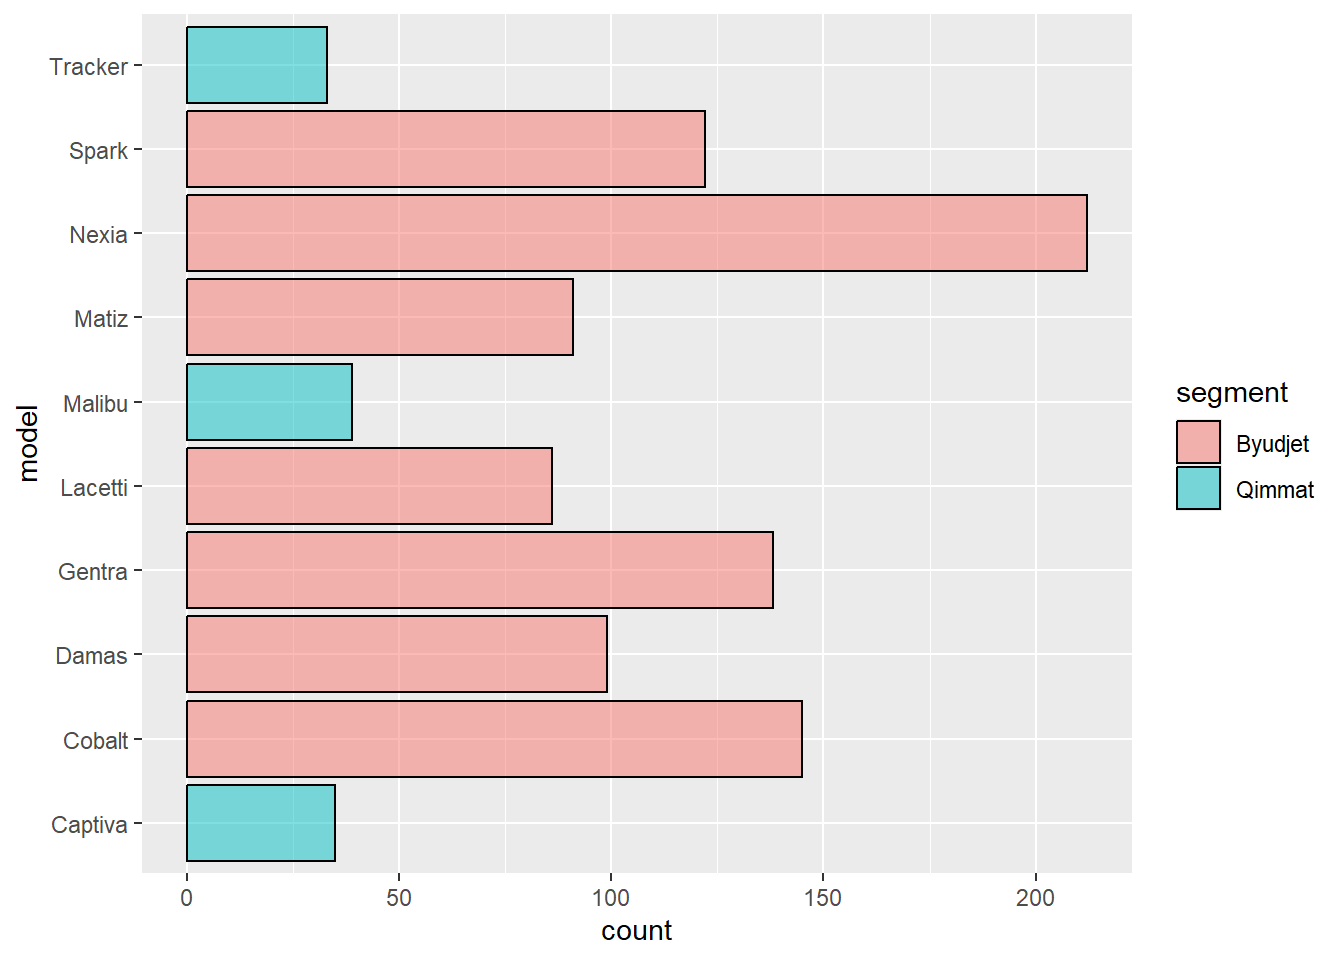 Tracker
Spark
Nexia
Matiz
Malibu
Lacetti
Gentra
Damas
Cobalt
Captiva
model
0 50 100 150 200
count
segment
Byudjet
Qimmat